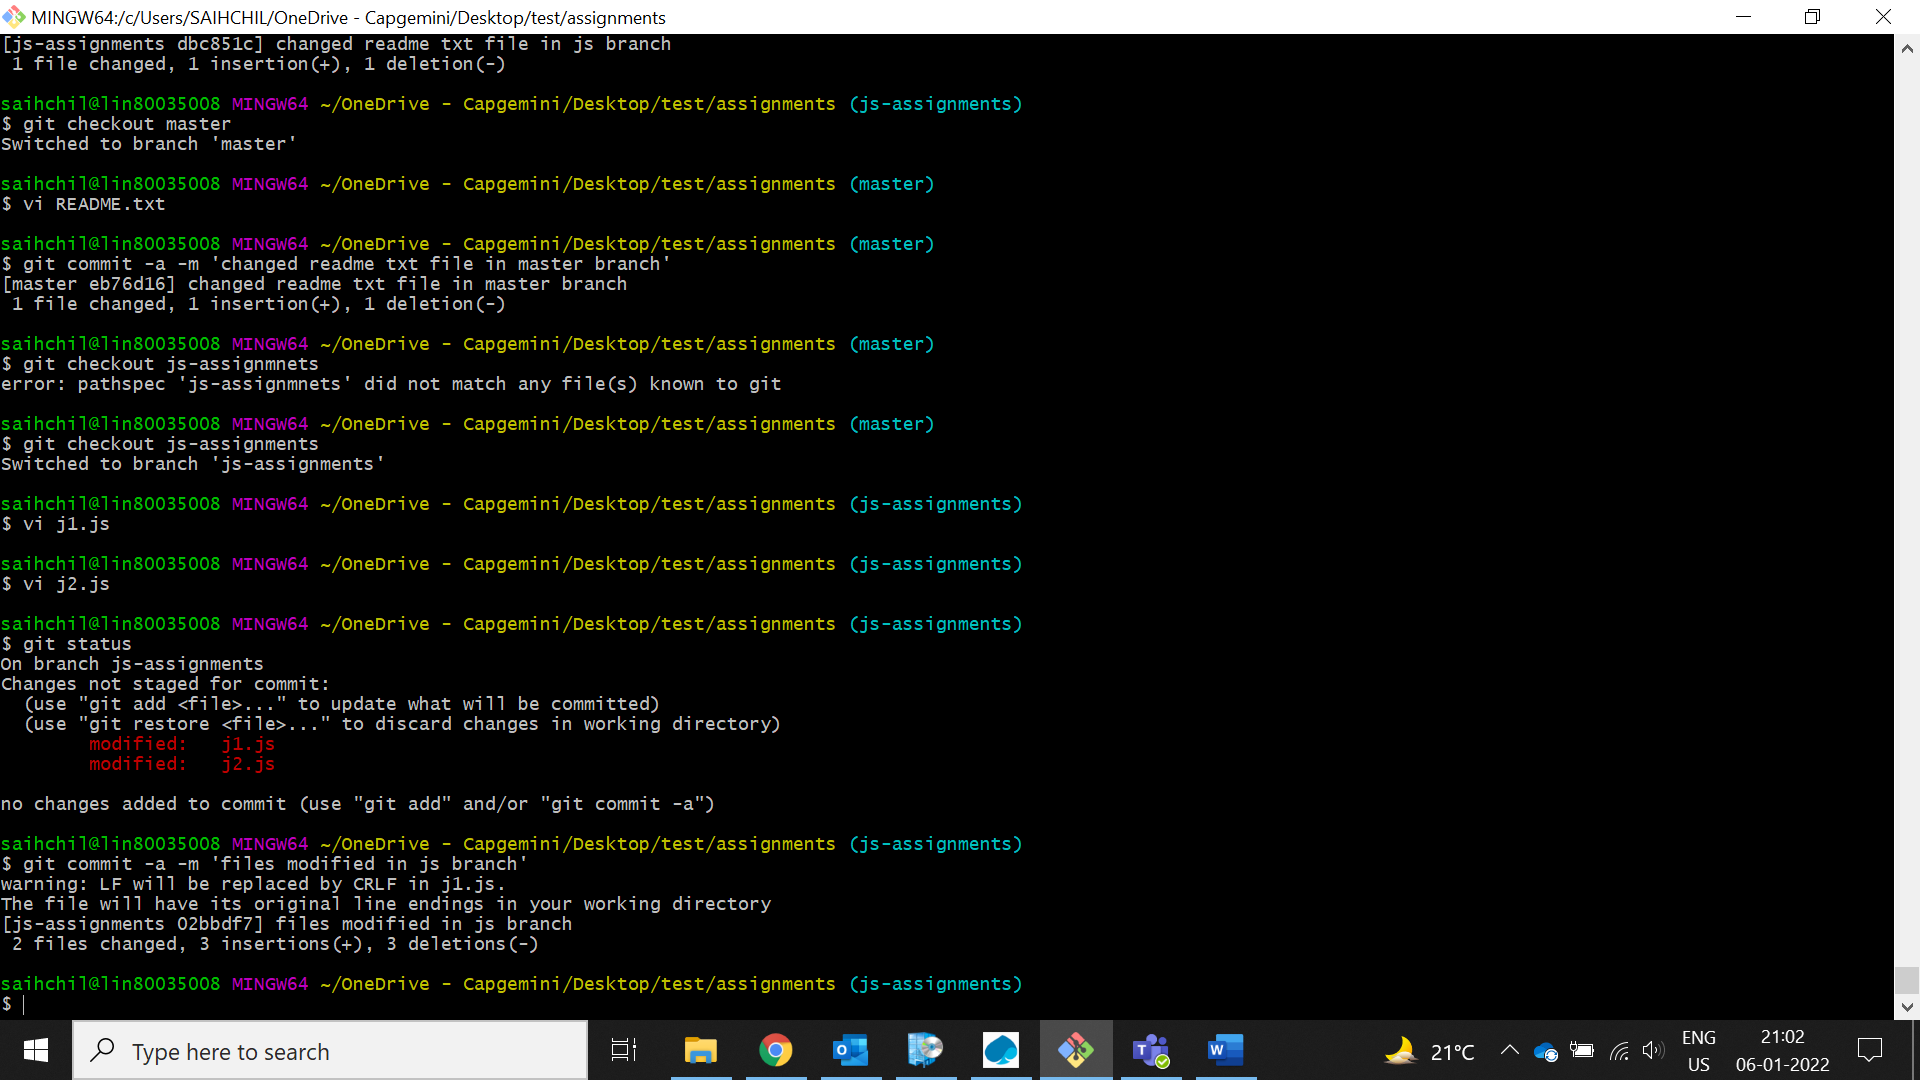 MINGW64:/c/Users/SAIHCHIL/OneDrive - Capgemini/Desktop/test/assignments
[js-assignments dbc851c] changed readme txt file in js branch
 1 file changed, 1 insertion(+), 1 deletion(-)
saihchil@lin80035008 MINGW64 ~/OneDrive - Capgemini/Desktop/test/assignments (js-assignments)
$ git checkout master
Switched to branch 'master'
saihchil@lin80035008 MINGW64 ~/OneDrive - Capgemini/Desktop/test/assignments (master)
$ vi README.txt
saihchil@lin80035008 MINGW64 ~/OneDrive - Capgemini/Desktop/test/assignments (master)
$ git commit -a -m 'changed readme txt file in master branch'
[master eb76d16] changed readme txt file in master branch
 1 file changed, 1 insertion(+), 1 deletion(-)
saihchil@lin80035008 MINGW64 ~/OneDrive - Capgemini/Desktop/test/assignments (master)
$ git checkout js-assignmnets
error: pathspec 'js-assignmnets' did not match any file(s) known to git
saihchil@lin80035008 MINGW64 ~/OneDrive - Capgemini/Desktop/test/assignments (master)
$ git checkout js-assignments
Switched to branch 'js-assignments'
saihchil@lin80035008 MINGW64 ~/OneDrive - Capgemini/Desktop/test/assignments (js-assignments)
$ vi j1.js
saihchil@lin80035008 MINGW64 ~/OneDrive - Capgemini/Desktop/test/assignments (js-assignments)
$ vi j2.js
saihchil@lin80035008 MINGW64 ~/OneDrive - Capgemini/Desktop/test/assignments (js-assignments)
$ git status
On branch js-assignments
Changes not staged for commit:
  (use "git add <file>..." to update what will be committed)
  (use "git restore <file>..." to discard changes in working directory)
        modified:   j1.js
        modified:   j2.js
no changes added to commit (use "git add" and/or "git commit -a")
saihchil@lin80035008 MINGW64 ~/OneDrive - Capgemini/Desktop/test/assignments (js-assignments)
$ git commit -a -m 'files modified in js branch'
warning: LF will be replaced by CRLF in j1.js.
The file will have its original line endings in your working directory
[js-assignments 02bbdf7] files modified in js branch
 2 files changed, 3 insertions(+), 3 deletions(-)
saihchil@lin80035008 MINGW64 ~/OneDrive - Capgemini/Desktop/test/assignments (js-assignments)
$
Type here to search
21°C
ENG
US
21:02
06-01-2022